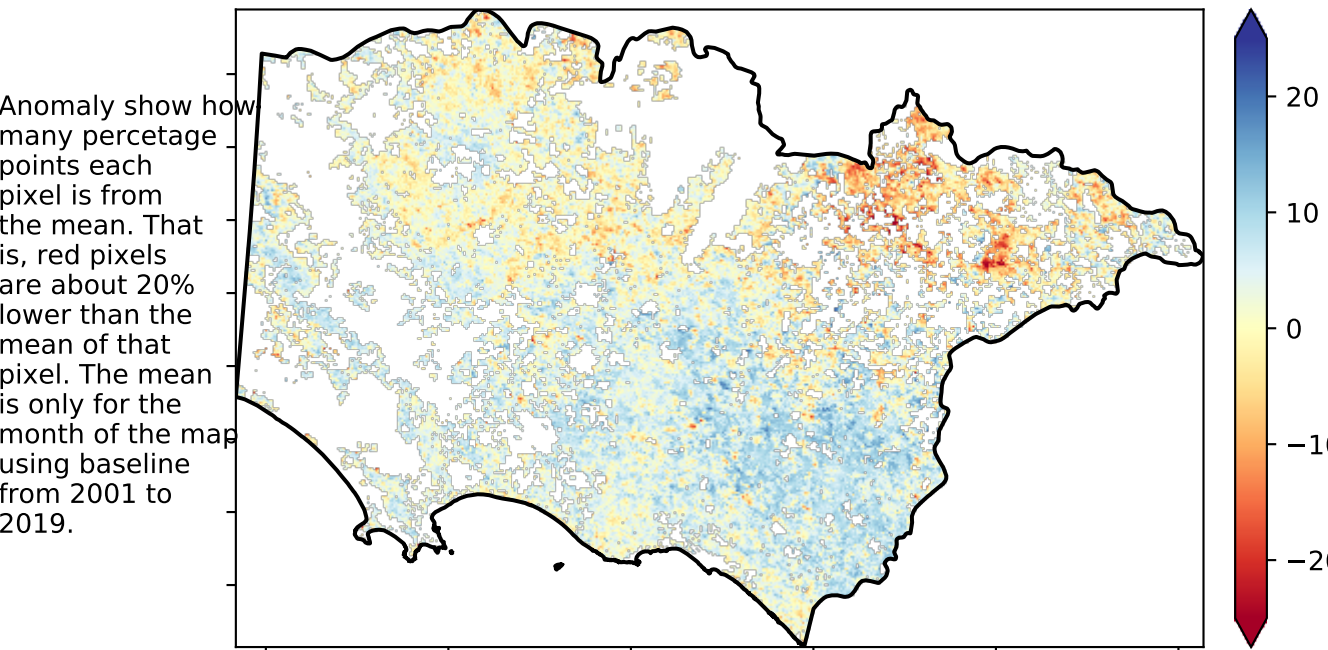 Anomaly show how
many percetage
points each
pixel is from
the mean. That
is, red pixels
are about 20%
lower than the
mean of that
pixel. The mean
is only for the
month of the map
using baseline
from 2001 to
2019.
20
10
0
−10
−20